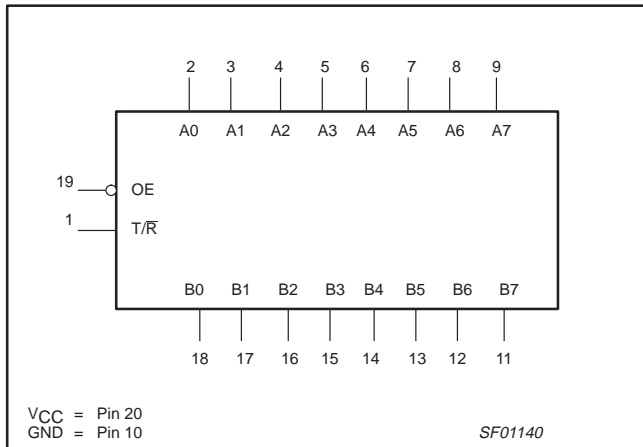 2 3 4 5 6 7 8 9
A0 A1 A2 A3 A4 A5 A6 A7
19 OE
1 T/R̅
B0 B1 B2 B3 B4 B5 B6 B7
18 17 16 15 14 13 12 11
VCC = Pin 20
GND = Pin 10
SF01140